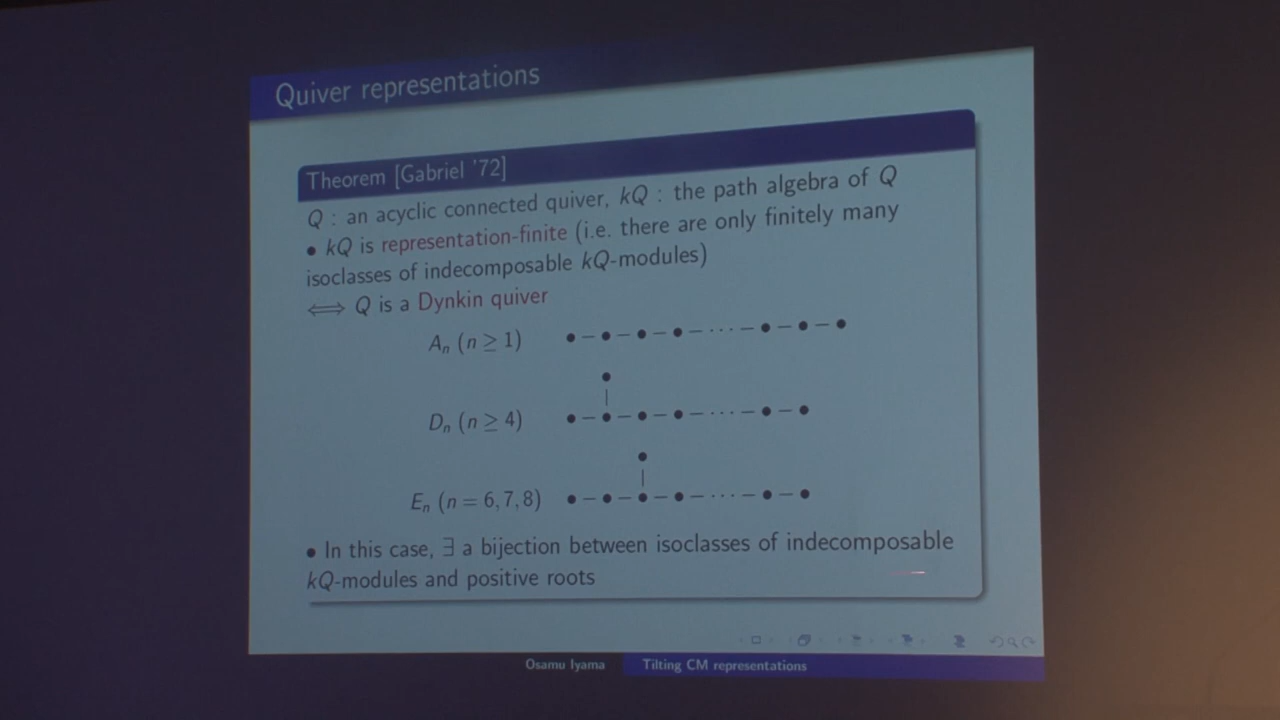 Quiver representations
Theorem [Gabriel '72]
Q : an acyclic connected quiver, kQ : the path algebra of Q
• kQ is representation-finite (i.e. there are only finitely many
isoclasses of indecomposable kQ-modules)
⟺ Q is a Dynkin quiver
Aₙ (n ≥ 1)
Dₙ (n ≥ 4)
Eₙ (n = 6, 7, 8)
• In this case, ∃ a bijection between isoclasses of indecomposable
kQ-modules and positive roots
Osamu Iyama Tilting CM representations